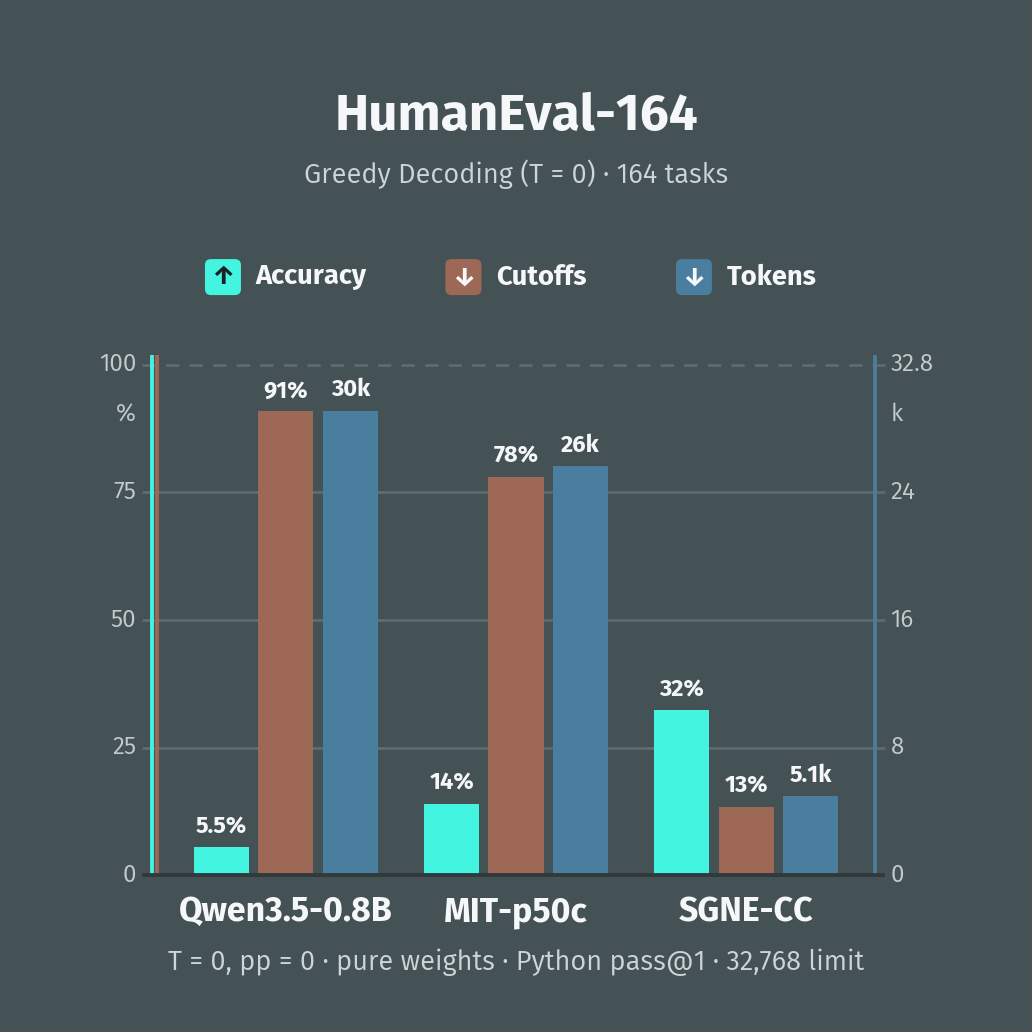 HumanEval-164
Greedy Decoding (T = 0) · 164 tasks
↑ Accuracy ↓ Cutoffs ↓ Tokens
100 32.8
91% 30k
% k
26k
78%
75 24
50 16
32%
25 8
14% 13% 5.1k
5.5%
0 0
Qwen3.5-0.8B MIT-p50c SGNE-CC
T = 0, pp = 0 · pure weights · Python pass@1 · 32,768 limit